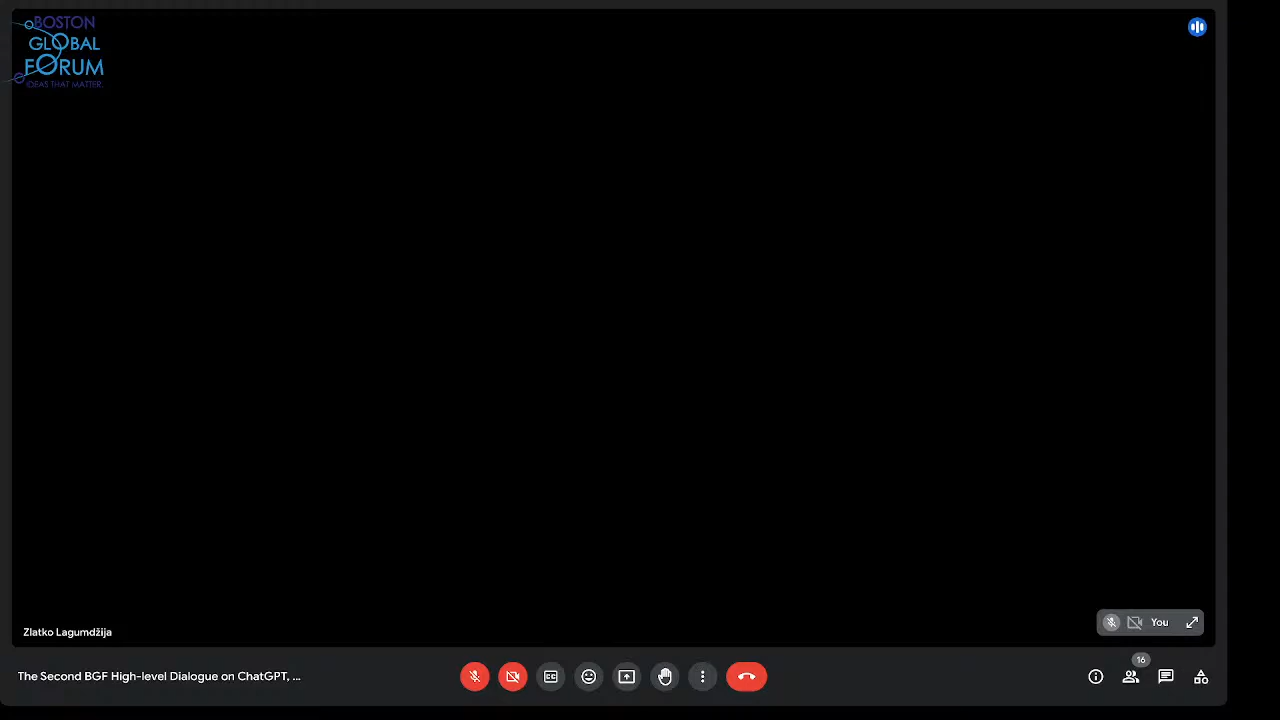 BOSTON
GLOBAL
FORUM
IDEAS THAT MATTER.
Zlatko Lagumdžija
You
The Second BGF High-level Dialogue on ChatGPT, ...
16